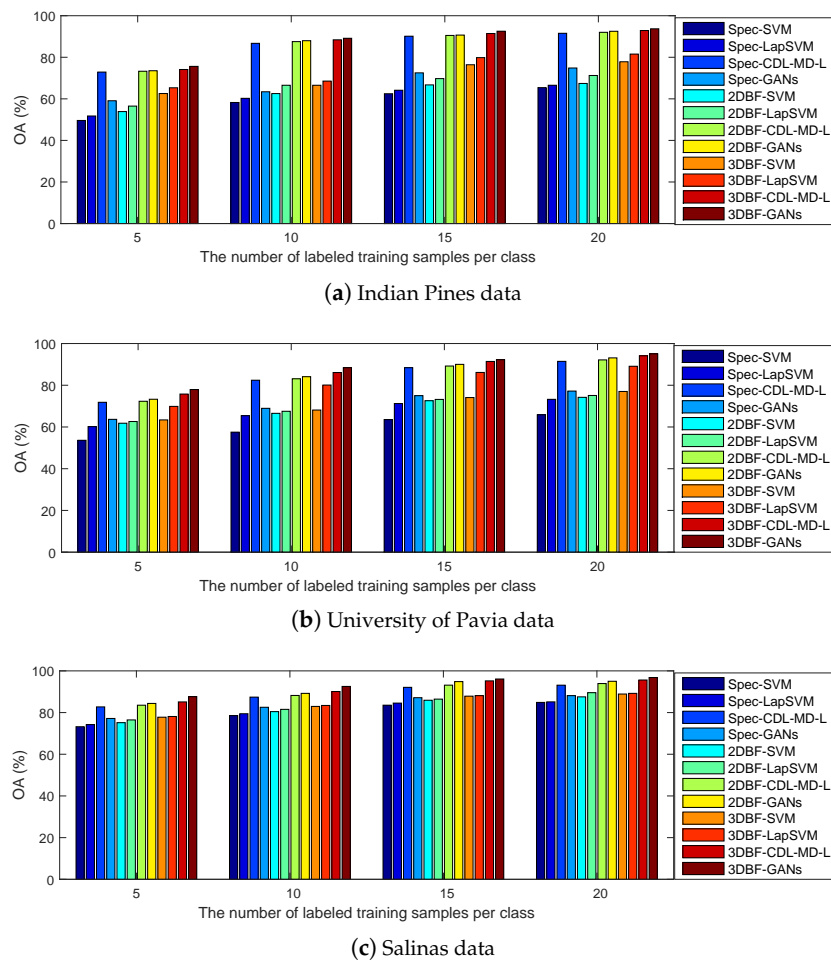 100
80
60
40
20
0
OA (%)
5 10 15 20
The number of labeled training samples per class
Spec-SVM
Spec-LapSVM
Spec-CDL-MD-L
Spec-GANs
2DBF-SVM
2DBF-LapSVM
2DBF-CDL-MD-L
2DBF-GANs
3DBF-SVM
3DBF-LapSVM
3DBF-CDL-MD-L
3DBF-GANs
(a) Indian Pines data
100
80
60
40
20
0
OA (%)
5 10 15 20
The number of labeled training samples per class
Spec-SVM
Spec-LapSVM
Spec-CDL-MD-L
Spec-GANs
2DBF-SVM
2DBF-LapSVM
2DBF-CDL-MD-L
2DBF-GANs
3DBF-SVM
3DBF-LapSVM
3DBF-CDL-MD-L
3DBF-GANs
(b) University of Pavia data
100
80
60
40
20
0
OA (%)
5 10 15 20
The number of labeled training samples per class
Spec-SVM
Spec-LapSVM
Spec-CDL-MD-L
Spec-GANs
2DBF-SVM
2DBF-LapSVM
2DBF-CDL-MD-L
2DBF-GANs
3DBF-SVM
3DBF-LapSVM
3DBF-CDL-MD-L
3DBF-GANs
(c) Salinas data